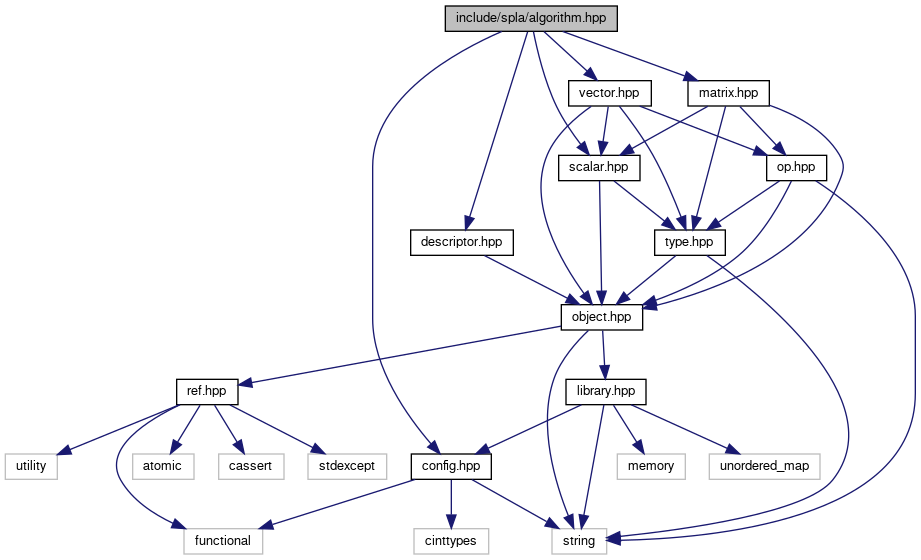 include/spla/algorithm.hpp
vector.hpp
matrix.hpp
scalar.hpp
op.hpp
descriptor.hpp
type.hpp
object.hpp
ref.hpp
library.hpp
utility
atomic
cassert
stdexcept
config.hpp
memory
unordered_map
functional
cinttypes
string